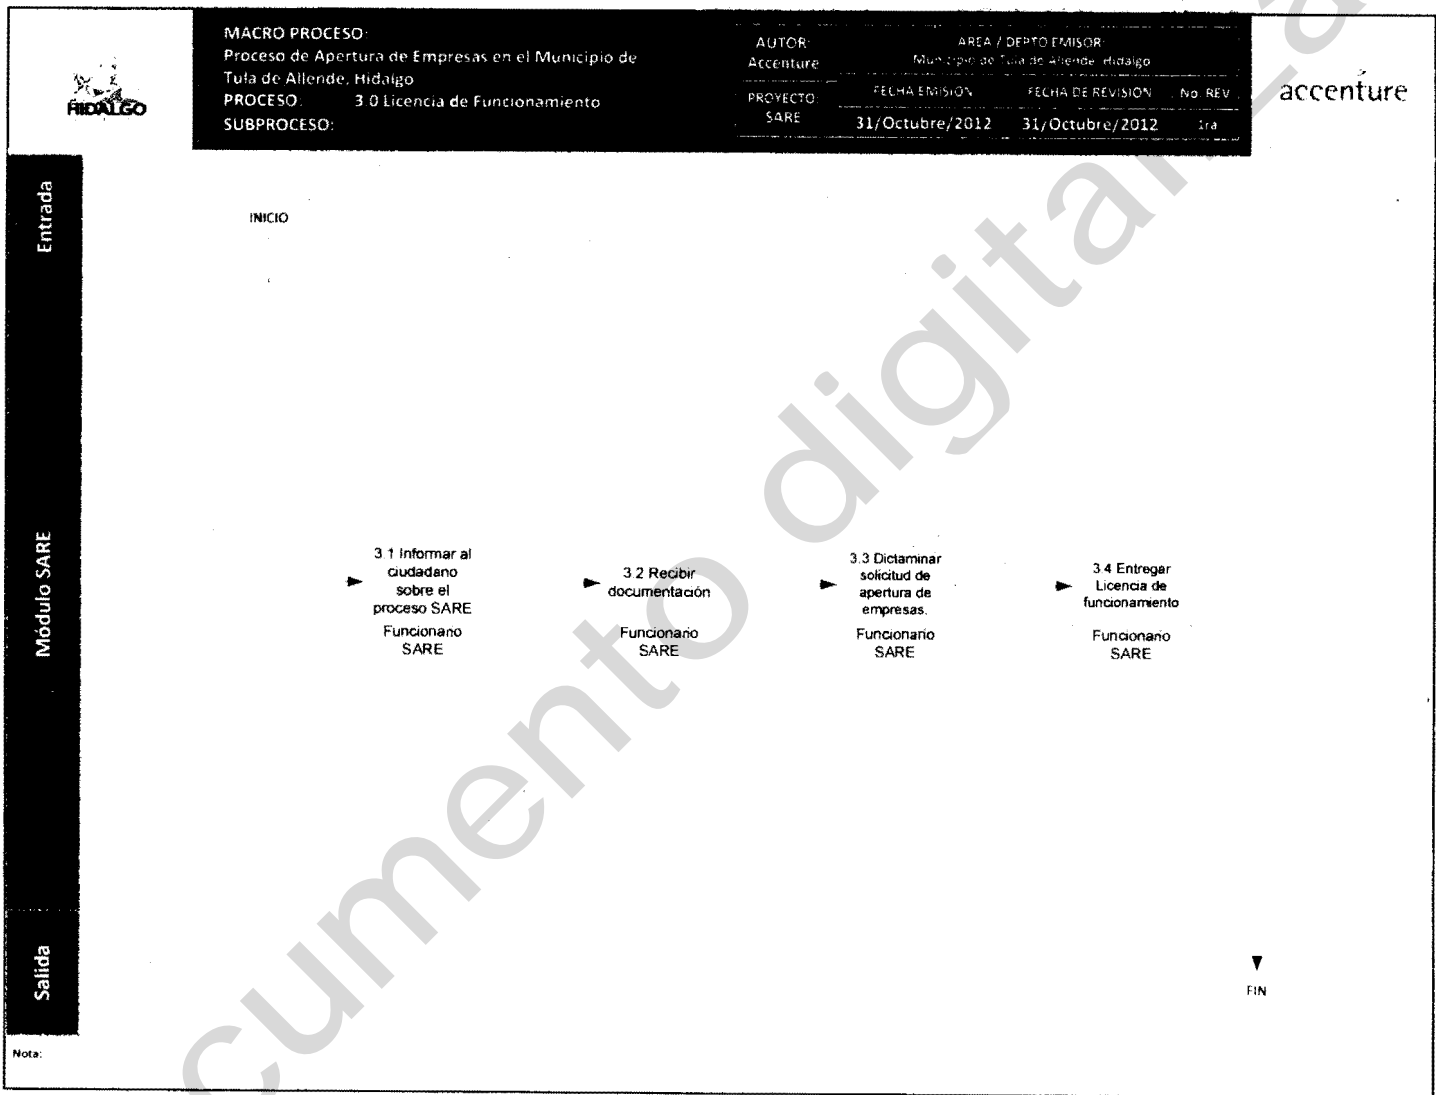 HIDALGO
MACRO PROCESO:
Proceso de Apertura de Empresas en el Municipio de
Tula de Allende, Hidalgo
PROCESO: 3.0 Licencia de Funcionamiento
SUBPROCESO:
AUTOR:
Accenture
AREA / DEPTO EMISOR:
Municipio de Tula de Allende, Hidalgo
PROYECTO:
SARE
FECHA EMISIÓN
31/Octubre/2012
FECHA DE REVISIÓN
31/Octubre/2012
No. REV.
1ra
accenture
Entrada
INICIO
Módulo SARE
3.1 Informar al
ciudadano
sobre el
proceso SARE
Funcionario
SARE
3.2 Recibir
documentación
Funcionario
SARE
3.3 Dictaminar
solicitud de
apertura de
empresas.
Funcionario
SARE
3.4 Entregar
Licencia de
funcionamiento
Funcionario
SARE
Salida
FIN
Nota:
cumento digitaliza